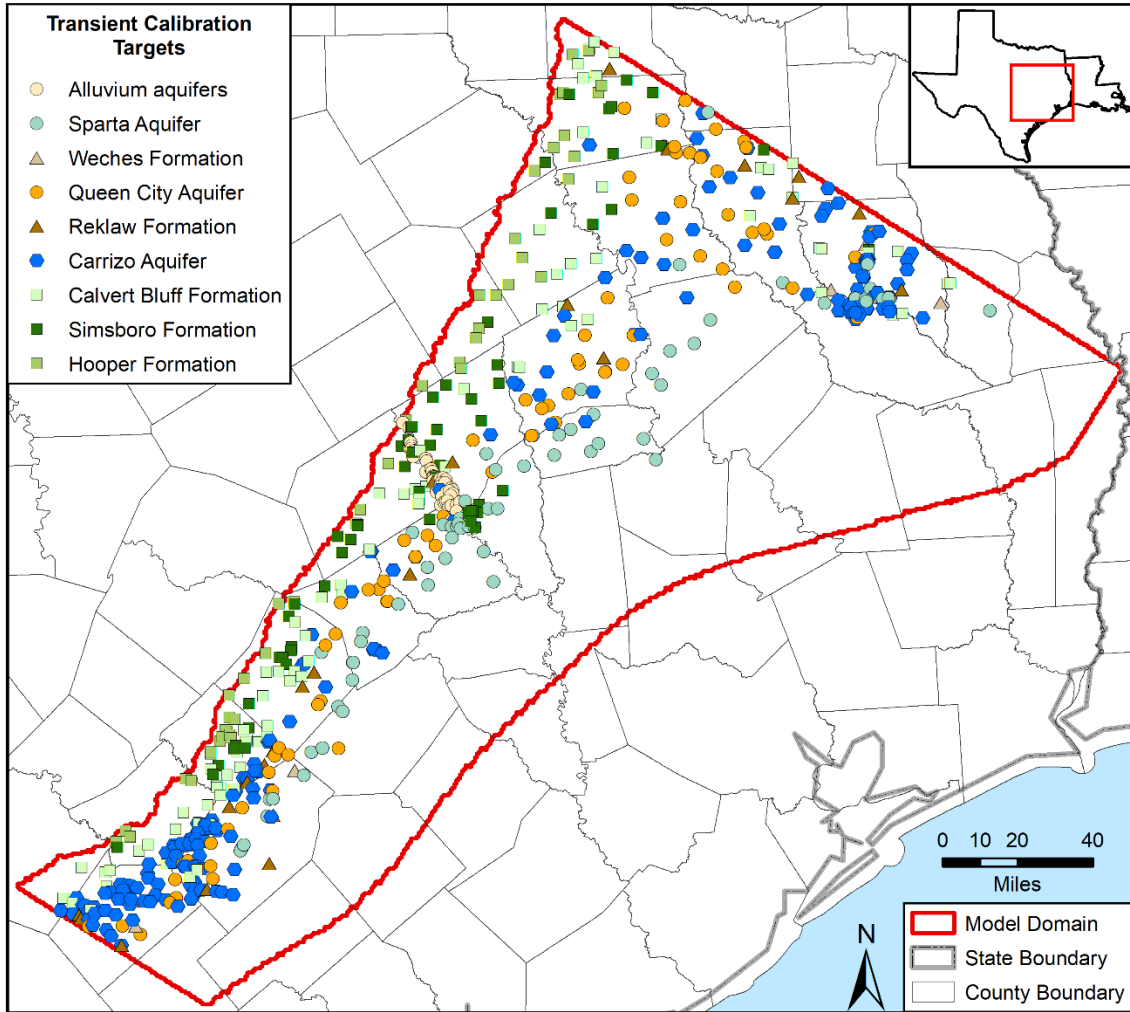 Transient Calibration
Targets
Alluvium aquifers
Sparta Aquifer
Weches Formation
Queen City Aquifer
Reklaw Formation
Carrizo Aquifer
Calvert Bluff Formation
Simsboro Formation
Hooper Formation
0 10 20 40
Miles
N
Model Domain
State Boundary
County Boundary